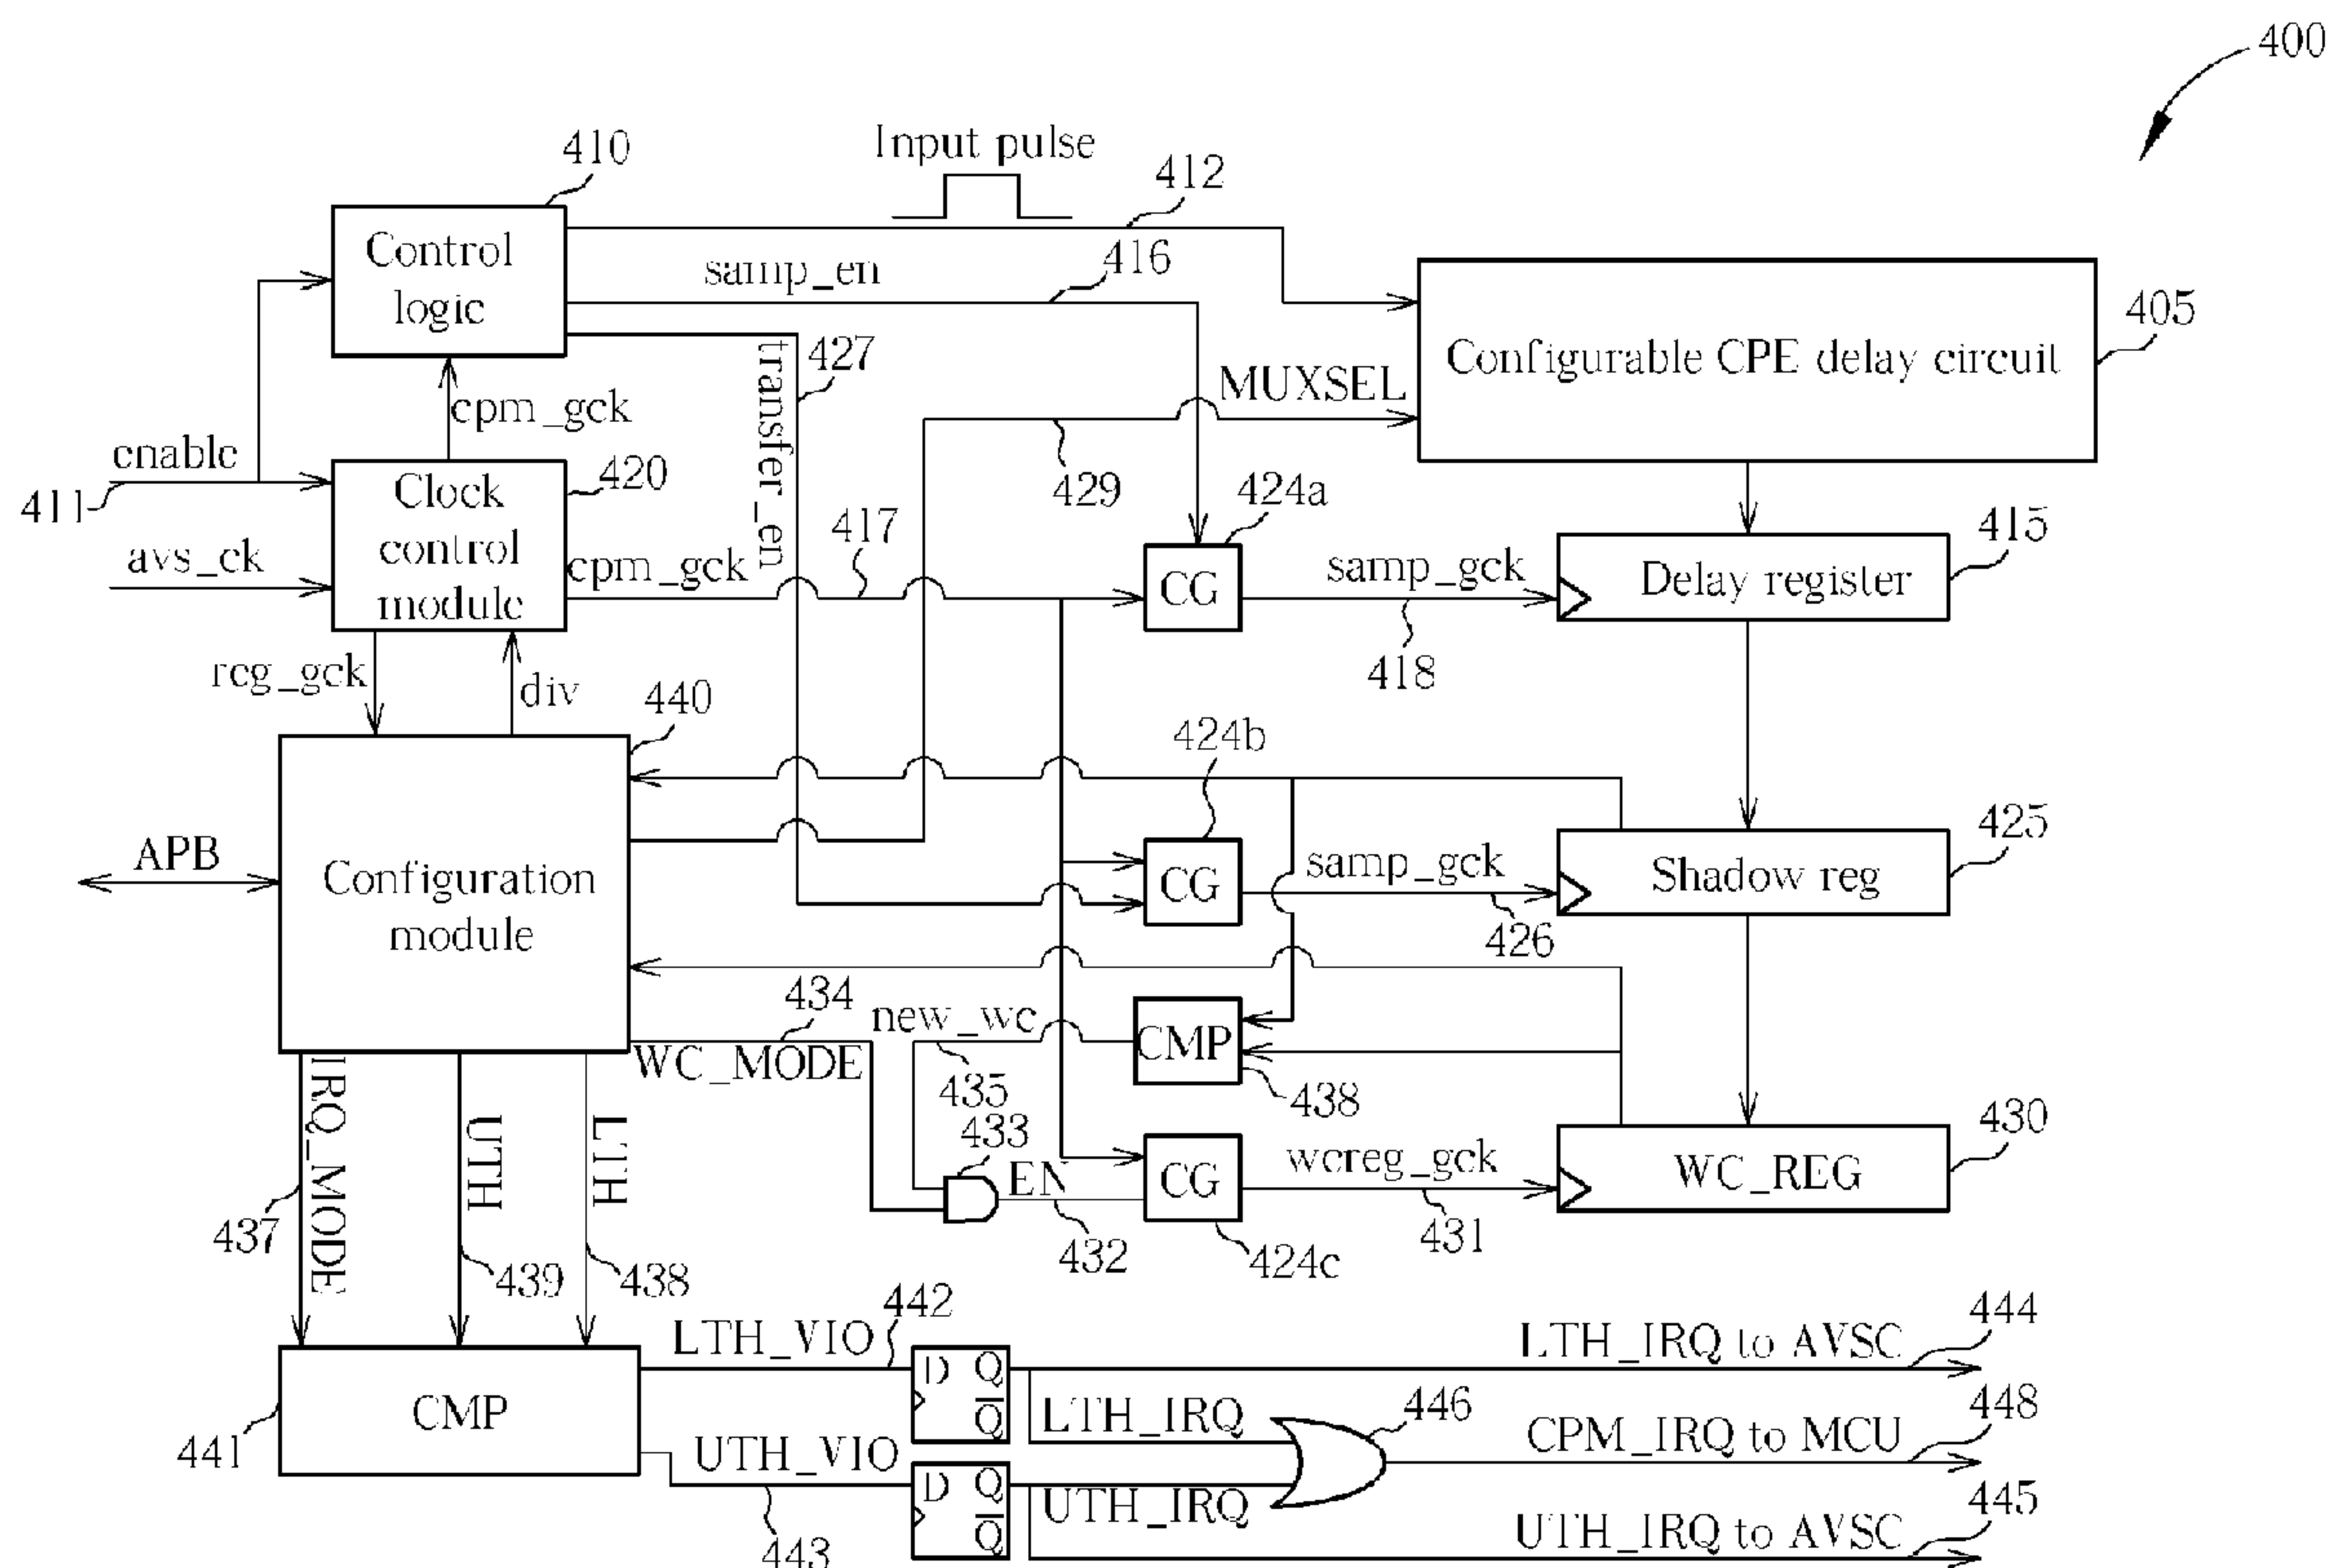 400
410
Input pulse
412
Control
logic
samp_en
416
405
427
Configurable CPE delay circuit
transfer_en
MUXSEL
cpm_gck
enable
411
420
429
424a
Clock
control
module
avs_ck
cpm_gck
417
CG
samp_gck
418
415
Delay register
reg_gck
div
440
424b
425
APB
Configuration
module
CG
samp_gck
426
Shadow reg
434
new_wc
WC_MODE
435
CMP
438
433
IRQ_MODE
UTH
LTH
437
439
438
EN
432
CG
424c
wcreg_gck
431
430
WC_REG
442
LTH_VIO
D Q
Q
LTH_IRQ to AVSC
444
CMP
441
LTH_IRQ
446
CPM_IRQ to MCU
448
UTH_VIO
443
D Q
Q
UTH_IRQ
UTH_IRQ to AVSC
445